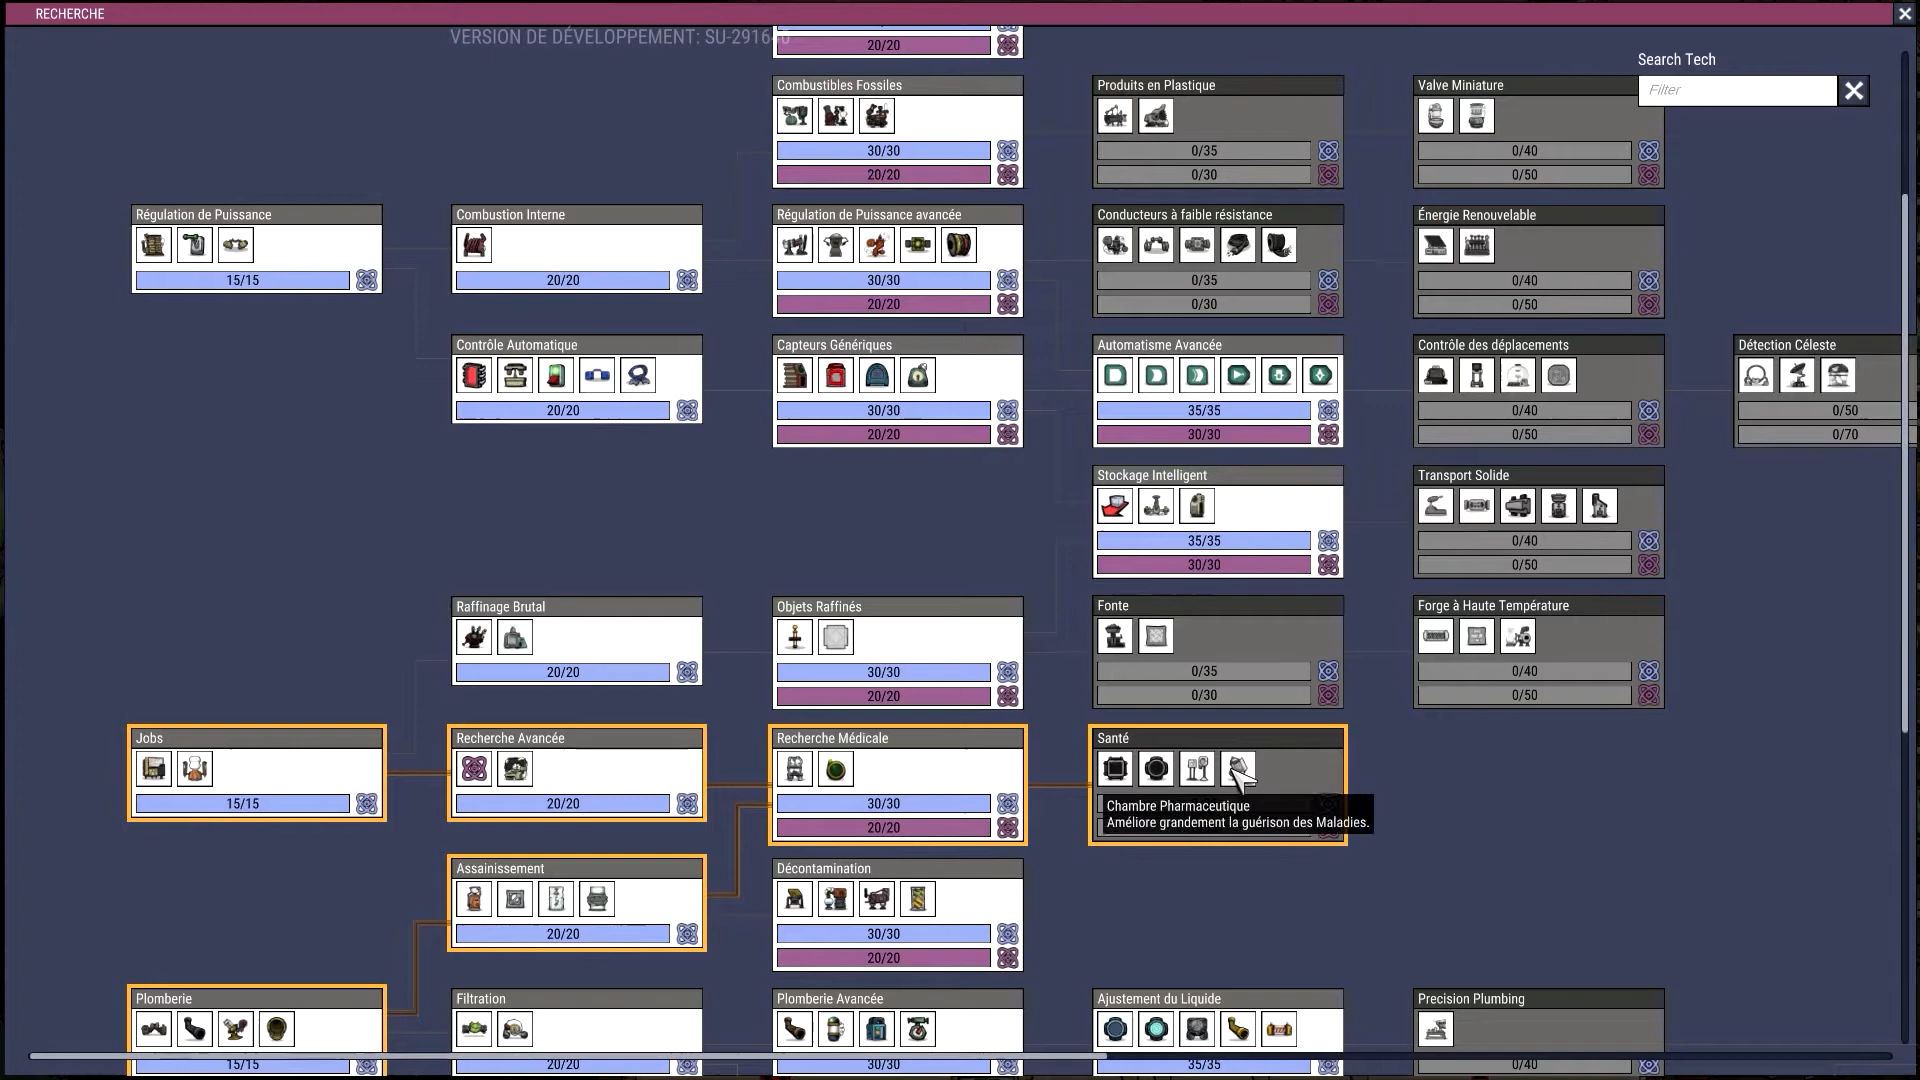 RECHERCHE
VERSION DE DÉVELOPPEMENT: SU-291640
Search Tech
Filter
20/20
Combustibles Fossiles
30/30
20/20
Produits en Plastique
0/35
0/30
Valve Miniature
0/40
0/50
Régulation de Puissance
15/15
Combustion Interne
20/20
Régulation de Puissance avancée
30/30
20/20
Conducteurs à faible résistance
0/35
0/30
Énergie Renouvelable
0/40
0/50
Contrôle Automatique
20/20
Capteurs Génériques
30/30
20/20
Automatisme Avancée
35/35
30/30
Contrôle des déplacements
0/40
0/50
Détection Céleste
0/50
0/70
Stockage Intelligent
35/35
30/30
Transport Solide
0/40
0/50
Raffinage Brutal
20/20
Objets Raffinés
30/30
20/20
Fonte
0/35
0/30
Forge à Haute Température
0/40
0/50
Jobs
15/15
Recherche Avancée
20/20
Recherche Médicale
30/30
20/20
Santé
Chambre Pharmaceutique
Améliore grandement la guérison des Maladies.
Assainissement
20/20
Décontamination
30/30
20/20
Plomberie
15/15
Filtration
20/20
Plomberie Avancée
30/30
Ajustement du Liquide
35/35
Precision Plumbing
0/40